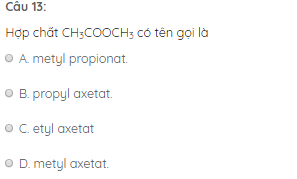 Câu 13:
Hợp chất CH₃COOCH₃ có tên gọi là
A. metyl propionat.
B. propyl axetat.
C. etyl axetat
D. metyl axetat.